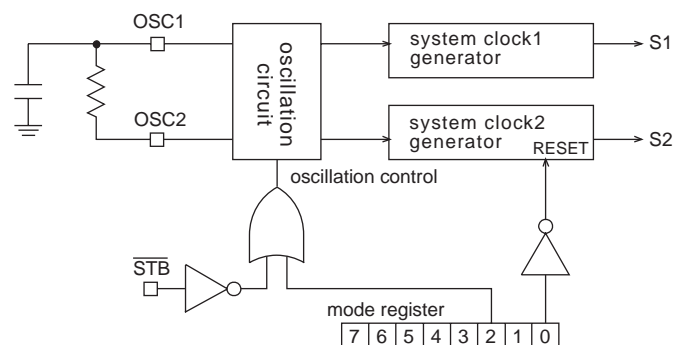 OSC1
oscillation
circuit
system clock1
generator
S1
OSC2
system clock2
generator
RESET
S2
oscillation control
STB
mode register
7 6 5 4 3 2 1 0